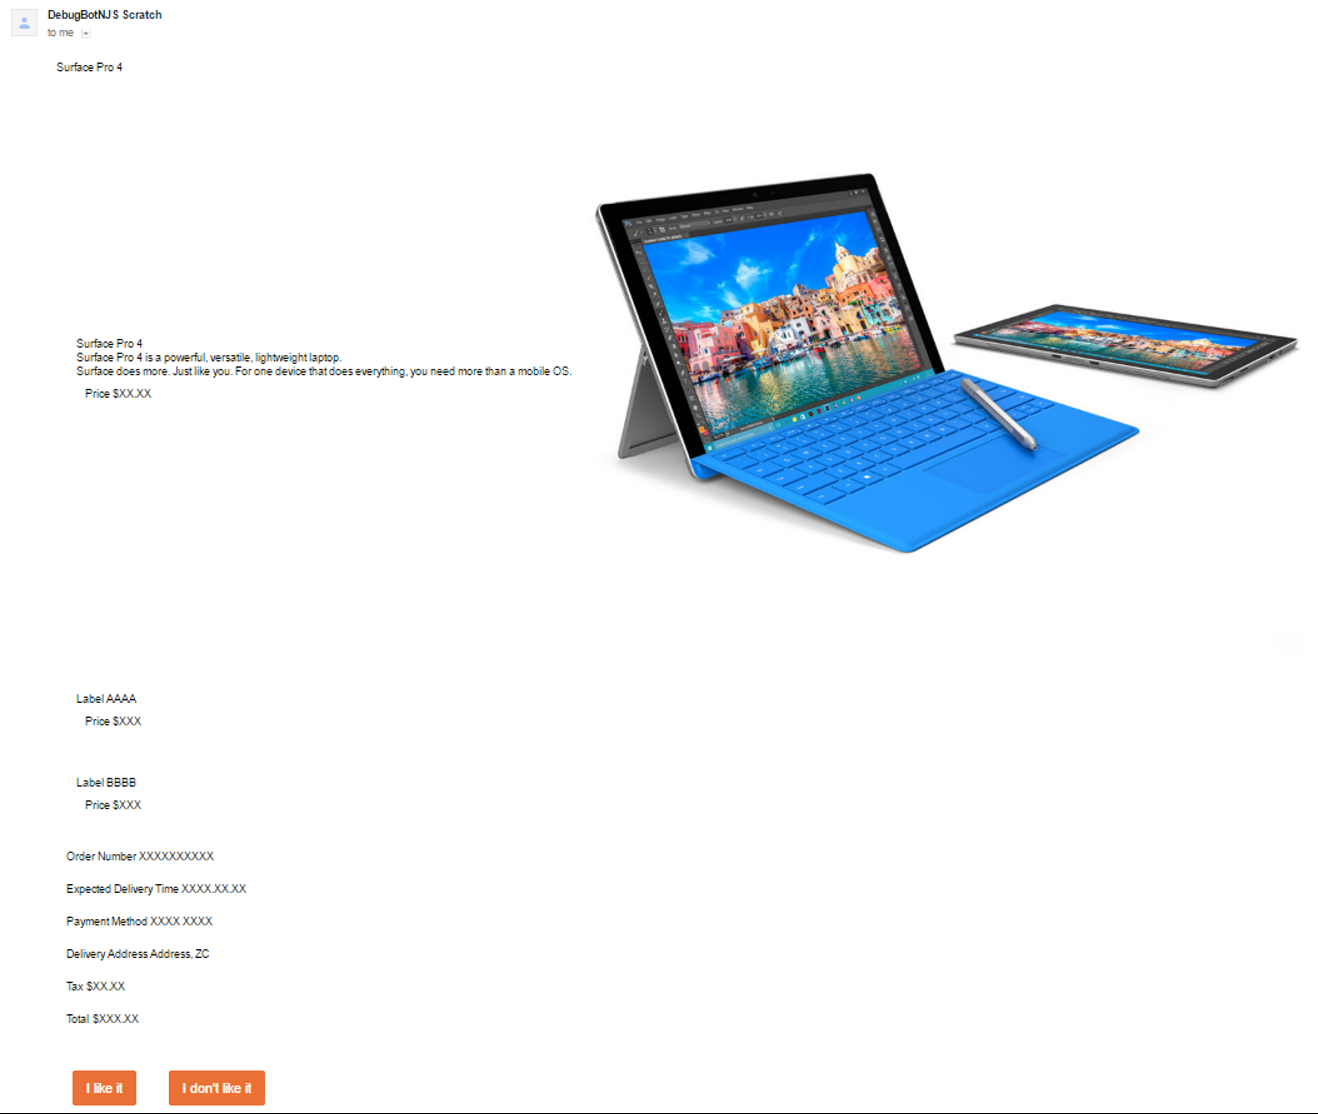 DebugBotNJS Scratch
to me
Surface Pro 4
Surface Pro 4
Surface Pro 4 is a powerful, versatile, lightweight laptop.
Surface does more. Just like you. For one device that does everything, you need more than a mobile OS.
Price $XX.XX
Label AAAA
Price $XXX
Label BBBB
Price $XXX
Order Number XXXXXXXXXX
Expected Delivery Time XXXX.XX.XX
Payment Method XXXX XXXX
Delivery Address Address, ZC
Tax $XX.XX
Total $XXX.XX
I like it
I don't like it